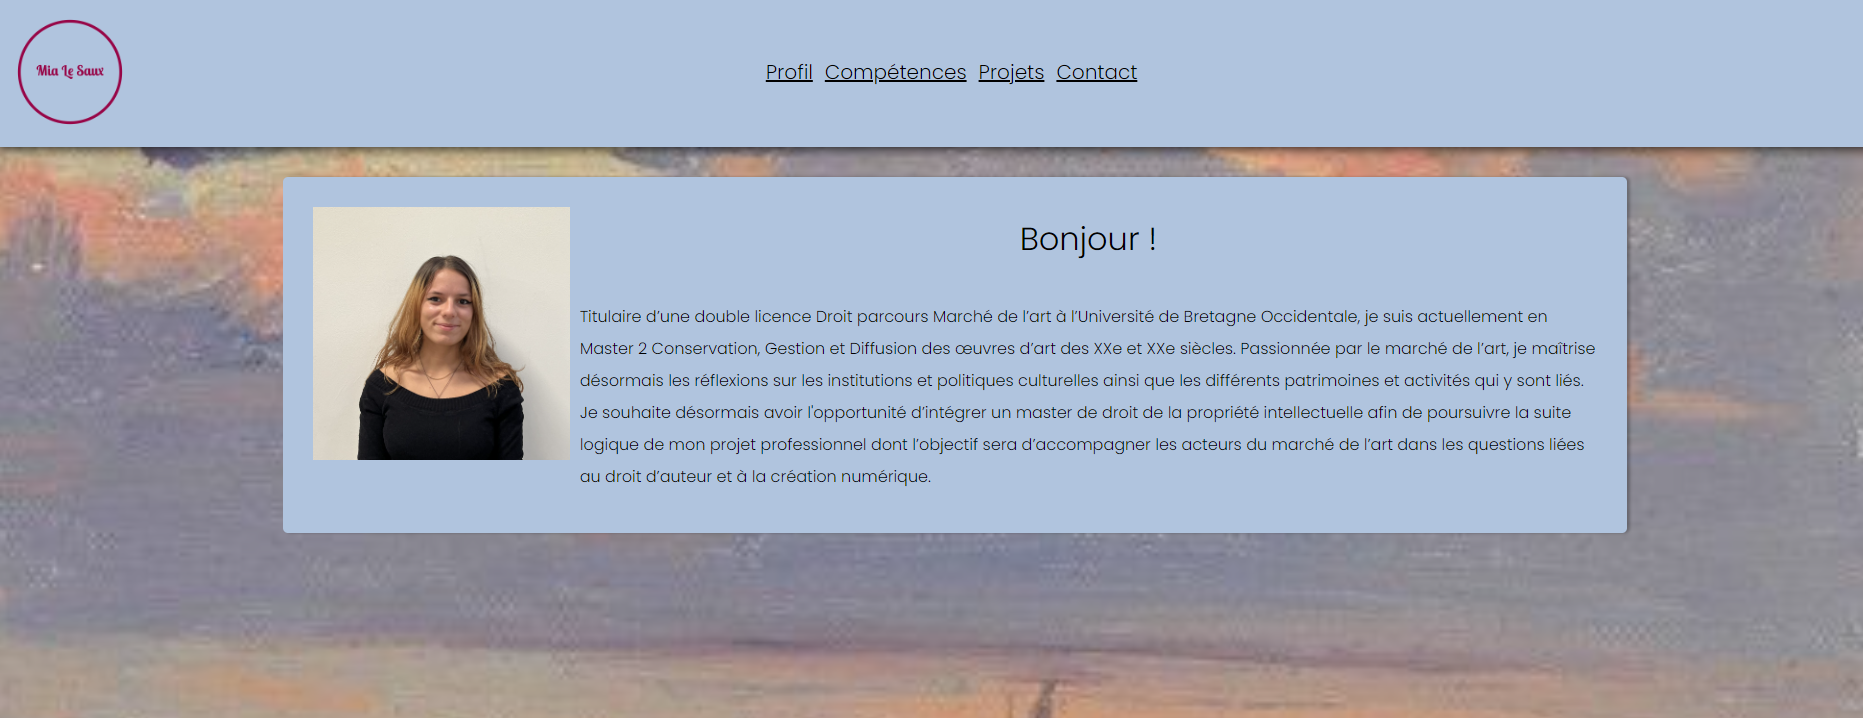 Mia Le Saux
Profil Compétences Projets Contact
Bonjour !
Titulaire d’une double licence Droit parcours Marché de l’art à l’Université de Bretagne Occidentale, je suis actuellement en
Master 2 Conservation, Gestion et Diffusion des œuvres d’art des XXe et XXe siècles. Passionnée par le marché de l’art, je maîtrise
désormais les réflexions sur les institutions et politiques culturelles ainsi que les différents patrimoines et activités qui y sont liés.
Je souhaite désormais avoir l'opportunité d’intégrer un master de droit de la propriété intellectuelle afin de poursuivre la suite
logique de mon projet professionnel dont l’objectif sera d’accompagner les acteurs du marché de l’art dans les questions liées
au droit d’auteur et à la création numérique.